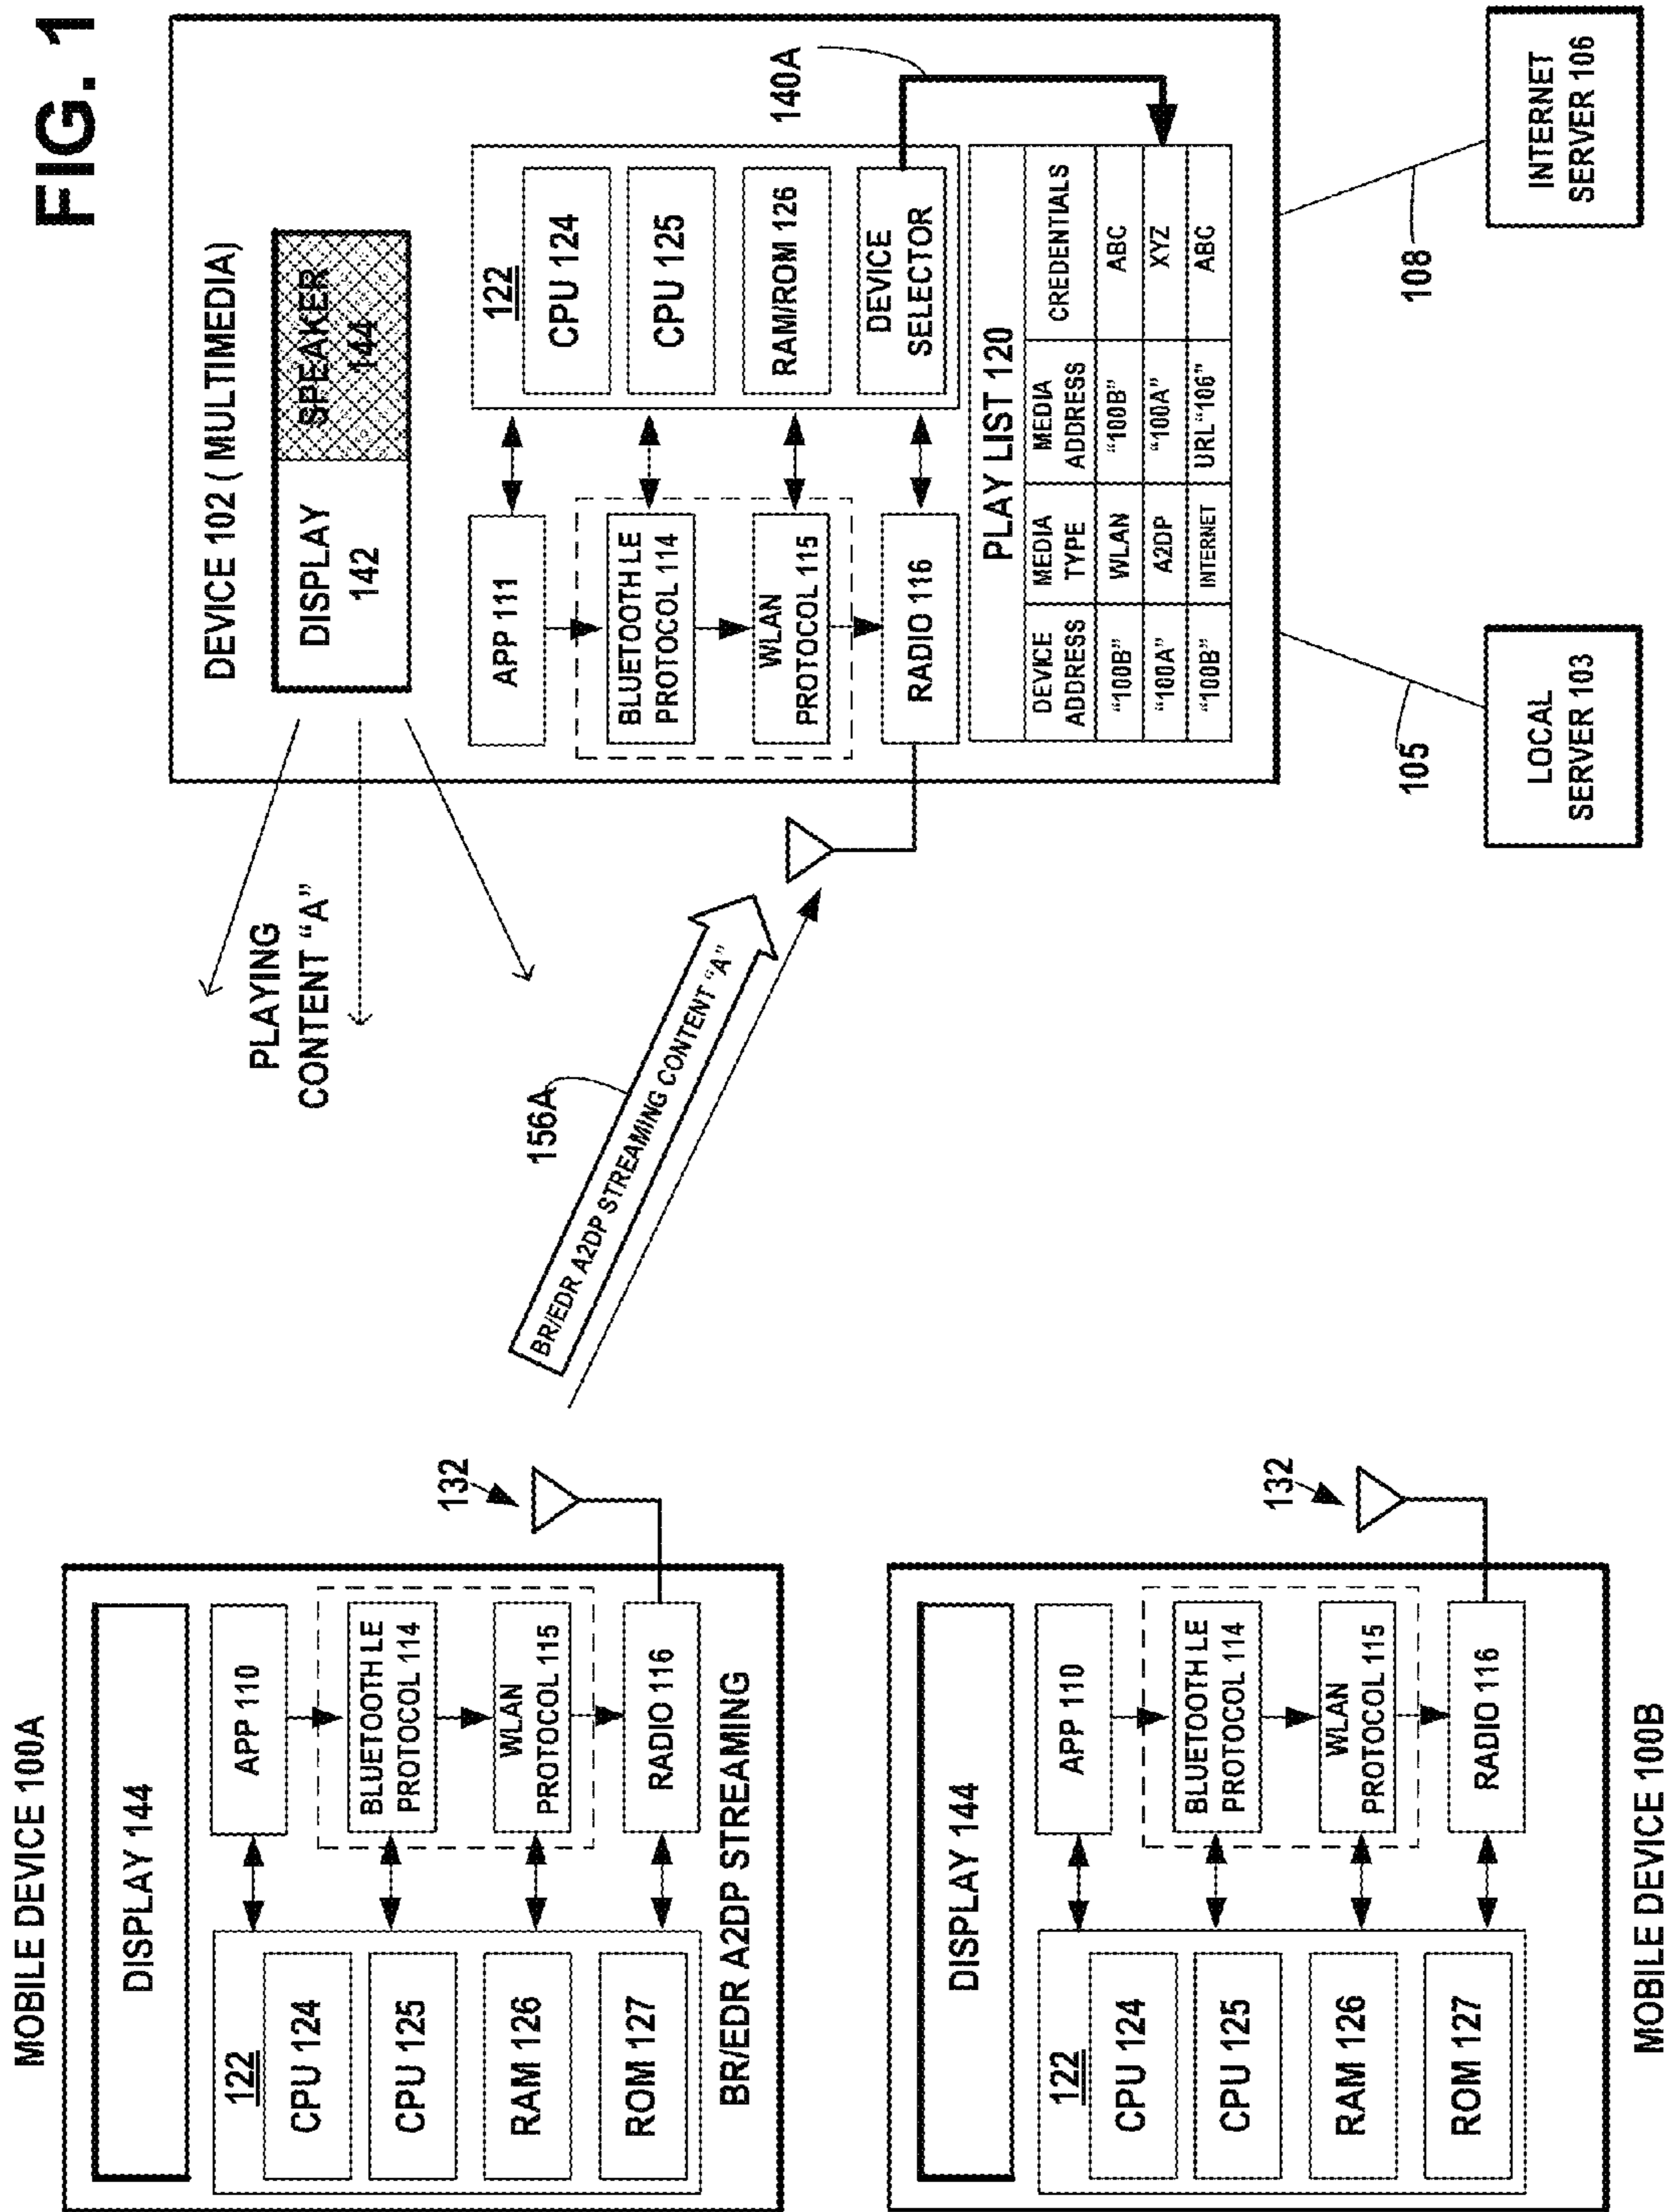 FIG. 1
MOBILE DEVICE 100A
DISPLAY 144
122
CPU 124
CPU 125
RAM 126
ROM 127
APP 110
BLUETOOTH LE
PROTOCOL 114
WLAN
PROTOCOL 115
RADIO 116
BR/EDR A2DP STREAMING
132
DISPLAY 144
122
CPU 124
CPU 125
RAM 126
ROM 127
APP 110
BLUETOOTH LE
PROTOCOL 114
WLAN
PROTOCOL 115
RADIO 116
132
MOBILE DEVICE 100B
PLAYING
CONTENT “A”
156A
BR/EDR A2DP STREAMING CONTENT “A”
DEVICE 102 ( MULTIMEDIA)
DISPLAY
142
SPEAKER
144
APP 111
BLUETOOTH LE
PROTOCOL 114
WLAN
PROTOCOL 115
RADIO 116
122
CPU 124
CPU 125
RAM/ROM 126
DEVICE
SELECTOR
140A
PLAY LIST 120
DEVICE
ADDRESS
MEDIA
TYPE
MEDIA
ADDRESS
CREDENTIALS
“100B” WLAN “100B” ABC
“100A” A2DP “100A” XYZ
“100B” INTERNET URL“106” ABC
105
LOCAL
SERVER 103
108
INTERNET
SERVER 106